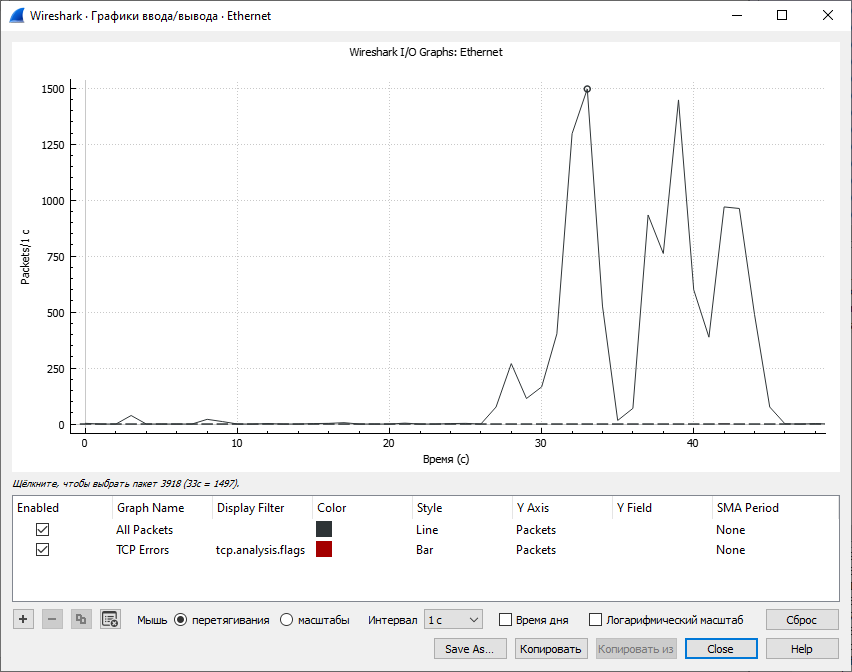 Wireshark · Графики ввода/вывода · Ethernet
Wireshark I/O Graphs: Ethernet
1500
1250
1000
750
500
250
0
Packets/1 с
0 10 20 30 40
Время (с)
Щёлкните, чтобы выбрать пакет 3918 (33с = 1497).
Enabled Graph Name Display Filter Color Style Y Axis Y Field SMA Period
All Packets Line Packets None
TCP Errors tcp.analysis.flags Bar Packets None
Мышь перетягивания масштабы Интервал 1 с Время дня Логарифмический масштаб Сброс
Save As... Копировать Копировать из Close Help